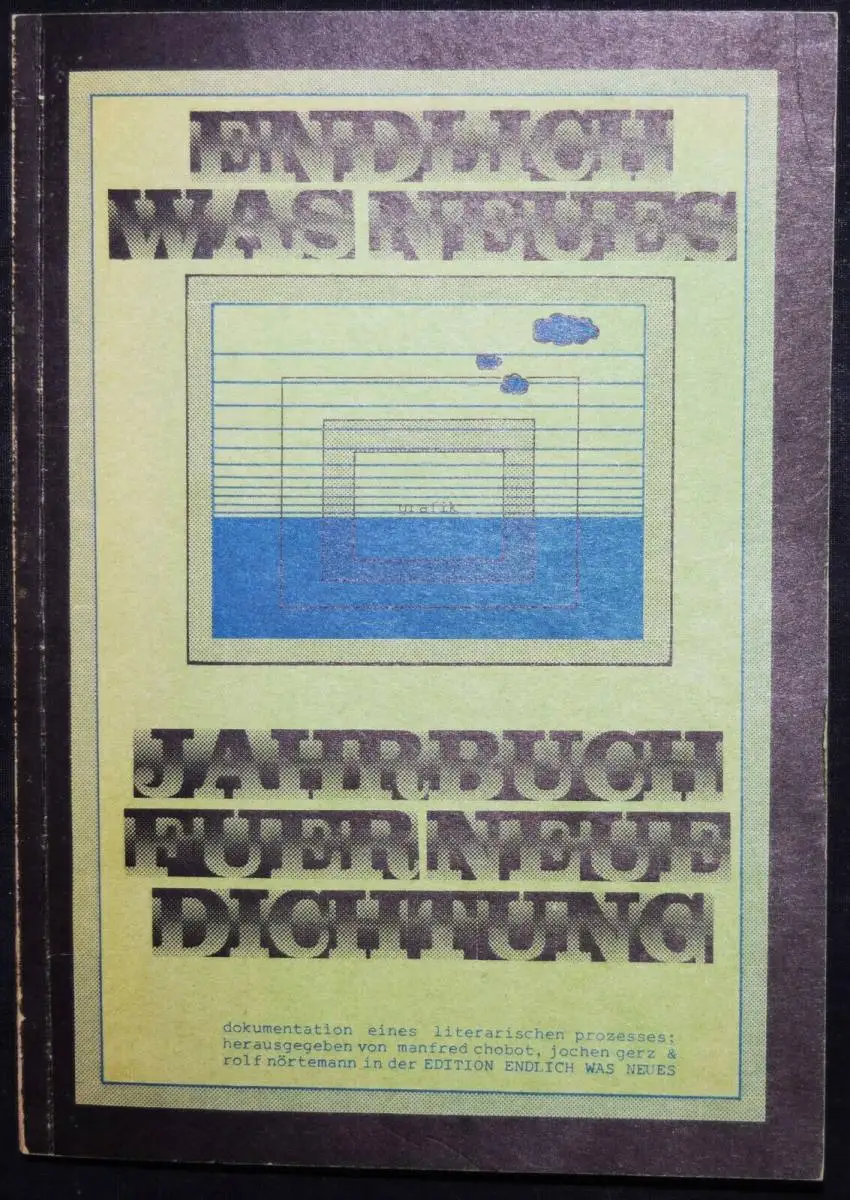 ENDLICH
WAS NEUES
grafik
JAHRBUCH
FUER NEUE
DICHTUNG
dokumentation eines literarischen prozesses;
herausgegeben von manfred chobot, jochen gerz &
rolf nörtemann in der EDITION ENDLICH WAS NEUES